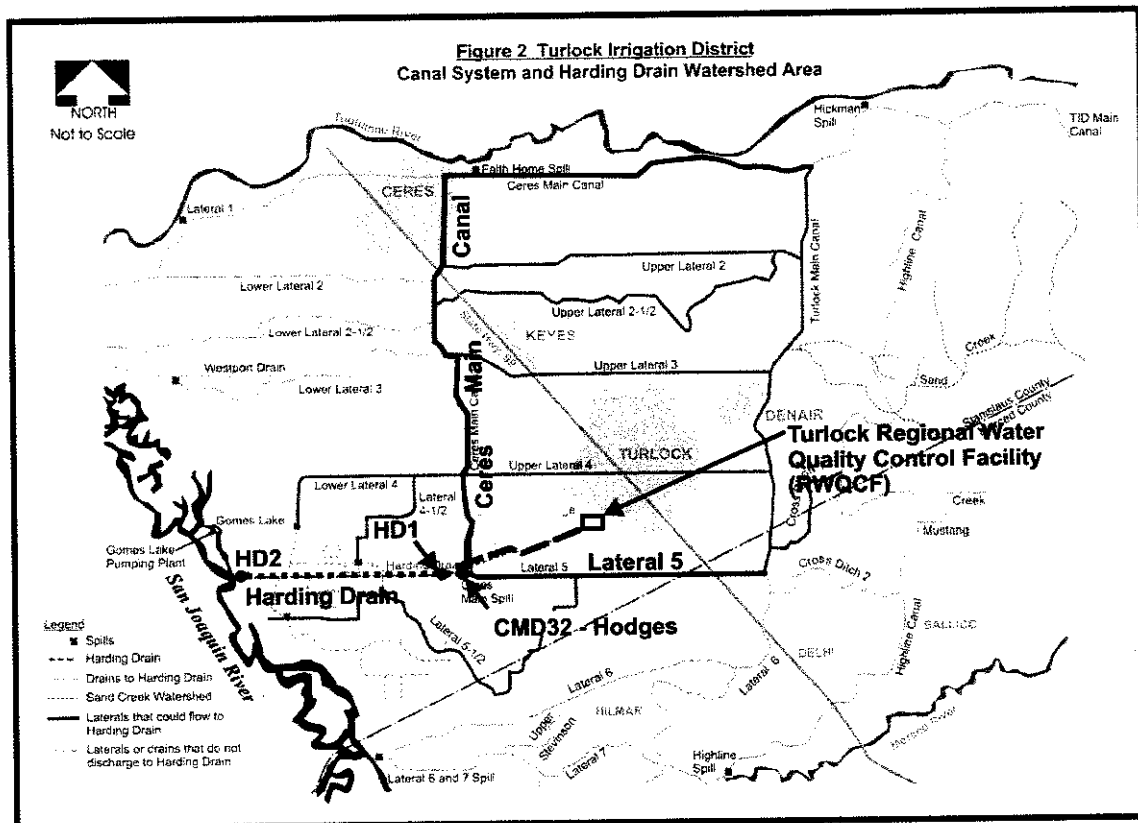 Figure 2 Turlock Irrigation District
Canal System and Harding Drain Watershed Area
NORTH
Not to Scale
Tuolumne River
Hickman
Spill
TID Main
Canal
Faith Home Spill
CERES
Ceres Main Canal
Lateral 1
Canal
Highline Canal
Turlock Main Canal
Upper Lateral 2
Lower Lateral 2
Upper Lateral 2-1/2
Lower Lateral 2-1/2
KEYES
State Hwy
Westport Drain
Upper Lateral 3
Lower Lateral 3
Main
Ceres Main
Creek
Sand
Stanislaus County
Merced County
DENAIR
Turlock Regional Water
Quality Control Facility
(RWQCF)
TURLOCK
Upper Lateral 4
Ceres
Lower Lateral 4
Lateral
4-1/2
Creek
Mustang
Gomes Lake
Gomes Lake
Pumping Plant
HD1
HD2
Harding
Lateral 5
Lateral 5
Cross Ditch 2
Harding Drain
Main Spill
CMD32 - Hodges
San Joaquin River
Lateral 5-1/2
Highline Canal
DELHI
Lateral 6
Lateral 6
HILMAR
Upper
Stevinson
Lateral 7
Merced River
Highline
Spill
Lateral 6 and 7 Spill
Legend
Spills
Harding Drain
Drains to Harding Drain
Sand Creek Watershed
Laterals that could flow to
Harding Drain
Laterals or drains that do not
discharge to Harding Drain